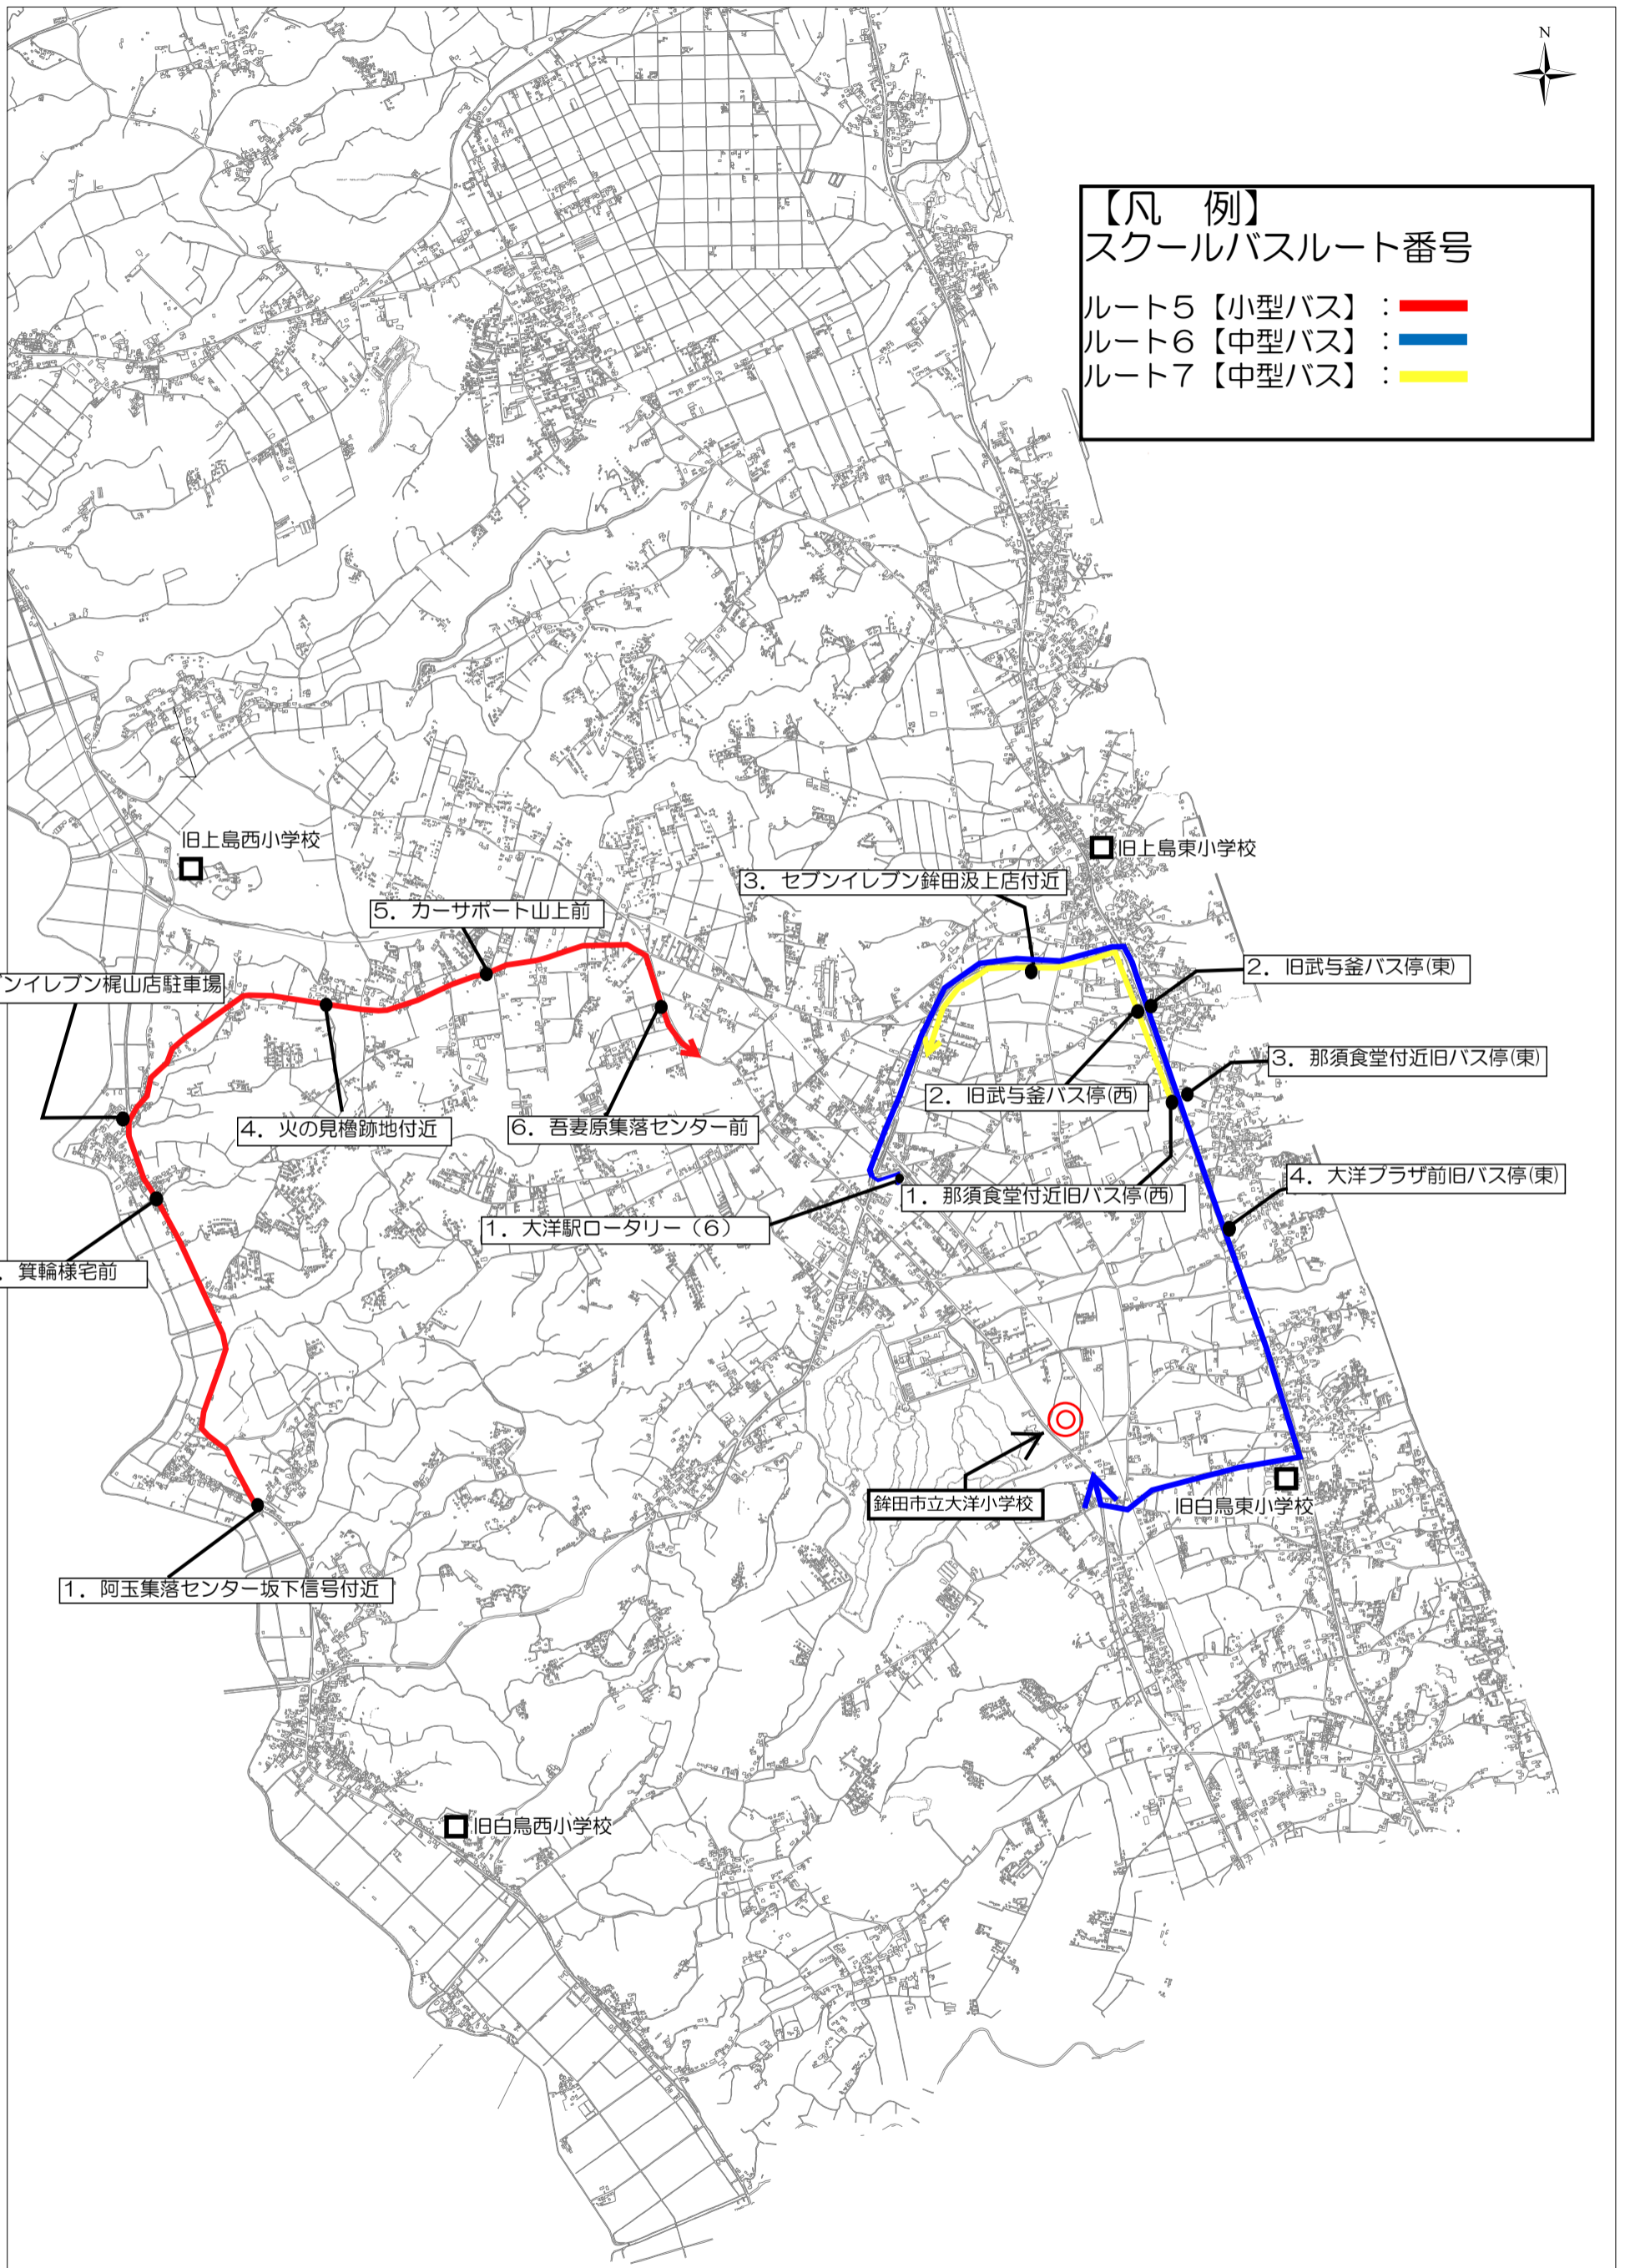 N
【凡　例】
スクールバスルート番号
ルート5【小型バス】：
ルート6【中型バス】：
ルート7【中型バス】：
旧上島西小学校
旧上島東小学校
3．セブンイレブン鉾田汲上店付近
5．カーサポート山上前
2．旧武与釜バス停(東)
ンイレブン梶山店駐車場
3．那須食堂付近旧バス停(東)
2．旧武与釜バス停(西)
4．火の見櫓跡地付近
6．吾妻原集落センター前
4．大洋プラザ前旧バス停(東)
1．那須食堂付近旧バス停(西)
1．大洋駅ロータリー（6）
．箕輪様宅前
鉾田市立大洋小学校
旧白鳥東小学校
1．阿玉集落センター坂下信号付近
旧白鳥西小学校